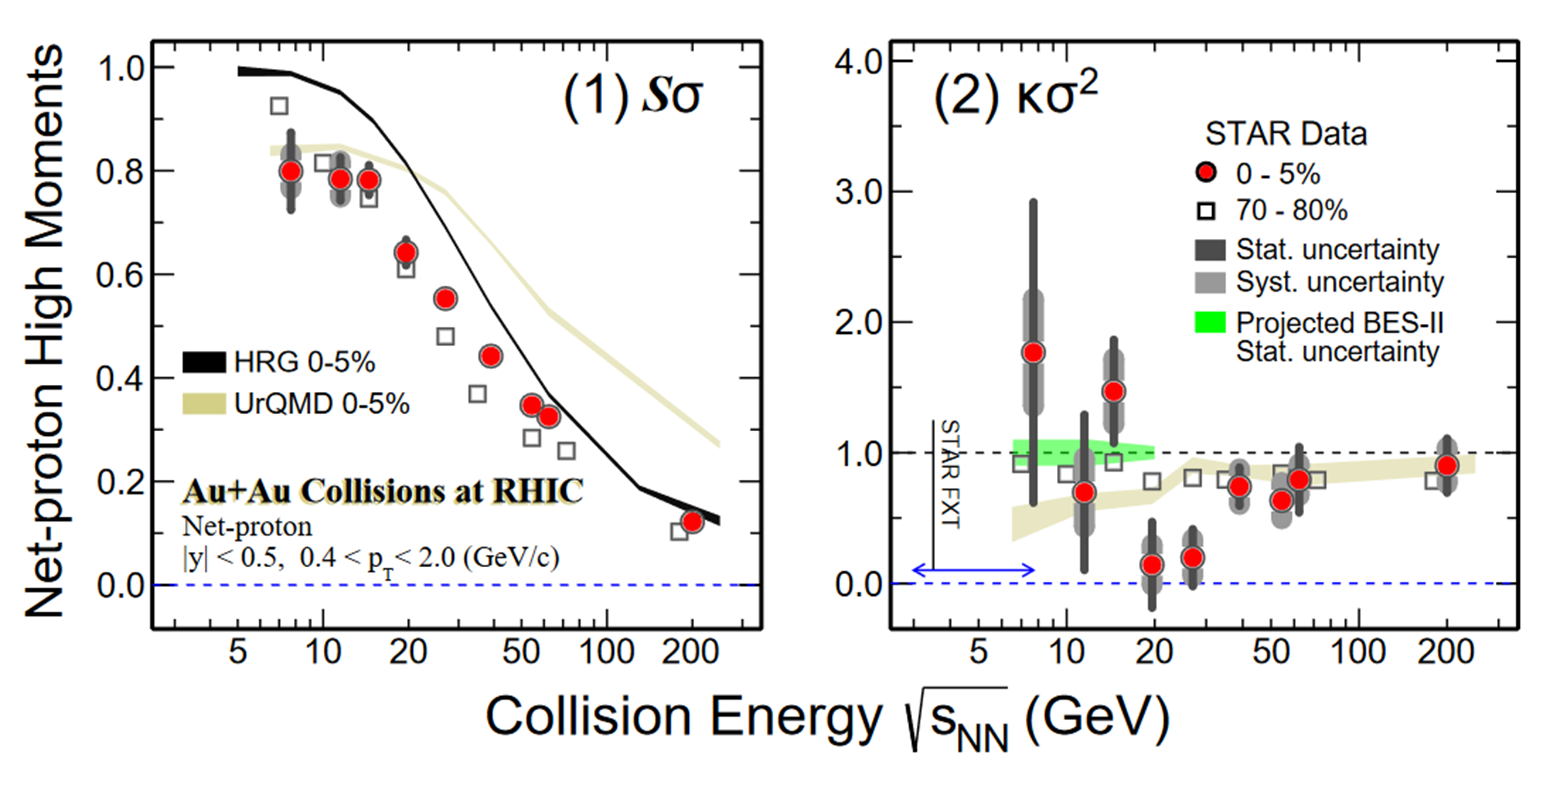 Net-proton High Moments
1.0
0.8
0.6
0.4
0.2
0.0
(1) Sσ
HRG 0-5%
UrQMD 0-5%
Au+Au Collisions at RHIC
Net-proton
|y| < 0.5, 0.4 < p_T < 2.0 (GeV/c)
5 10 20 50 100 200
4.0
3.0
2.0
1.0
0.0
(2) κσ²
STAR Data
0 - 5%
70 - 80%
Stat. uncertainty
Syst. uncertainty
Projected BES-II
Stat. uncertainty
STAR FXT
5 10 20 50 100 200
Collision Energy √s_NN (GeV)